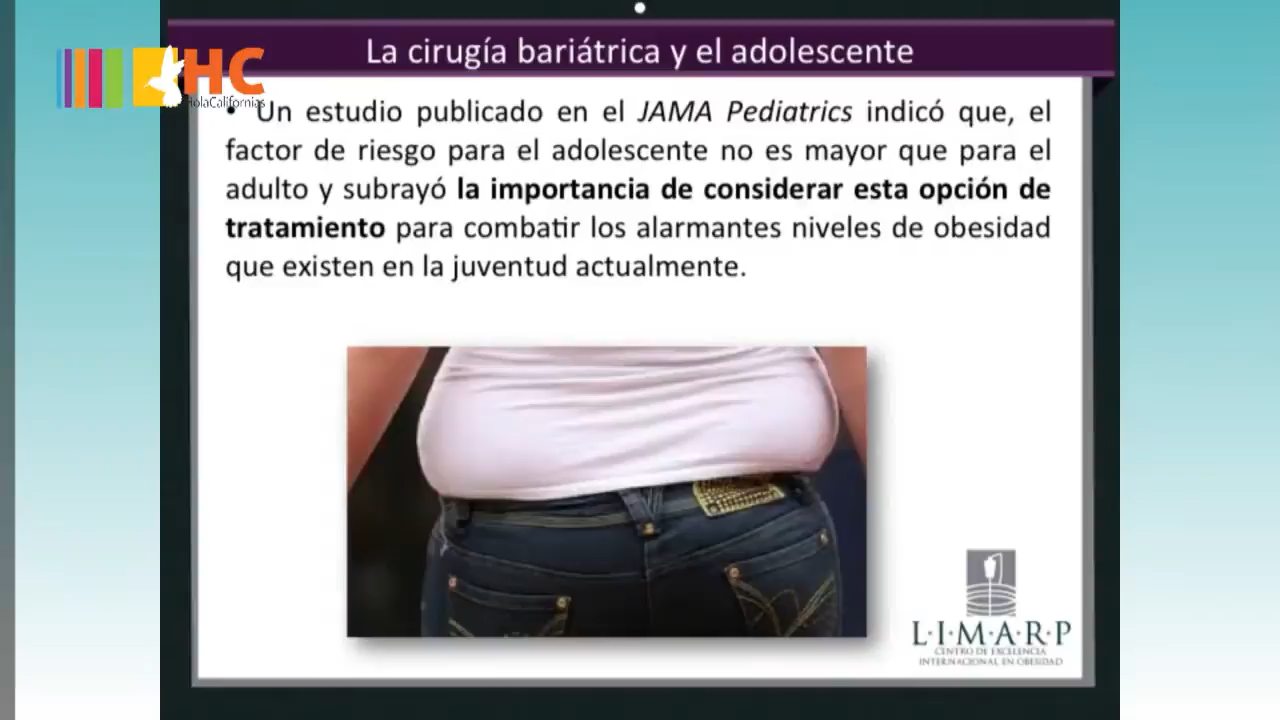 La cirugía bariátrica y el adolescente
HC
HolaCalifornias
• Un estudio publicado en el JAMA Pediatrics indicó que, el
factor de riesgo para el adolescente no es mayor que para el
adulto y subrayó la importancia de considerar esta opción de
tratamiento para combatir los alarmantes niveles de obesidad
que existen en la juventud actualmente.
L·I·M·A·R·P
CENTRO DE EXCELENCIA
INTERNACIONAL EN OBESIDAD